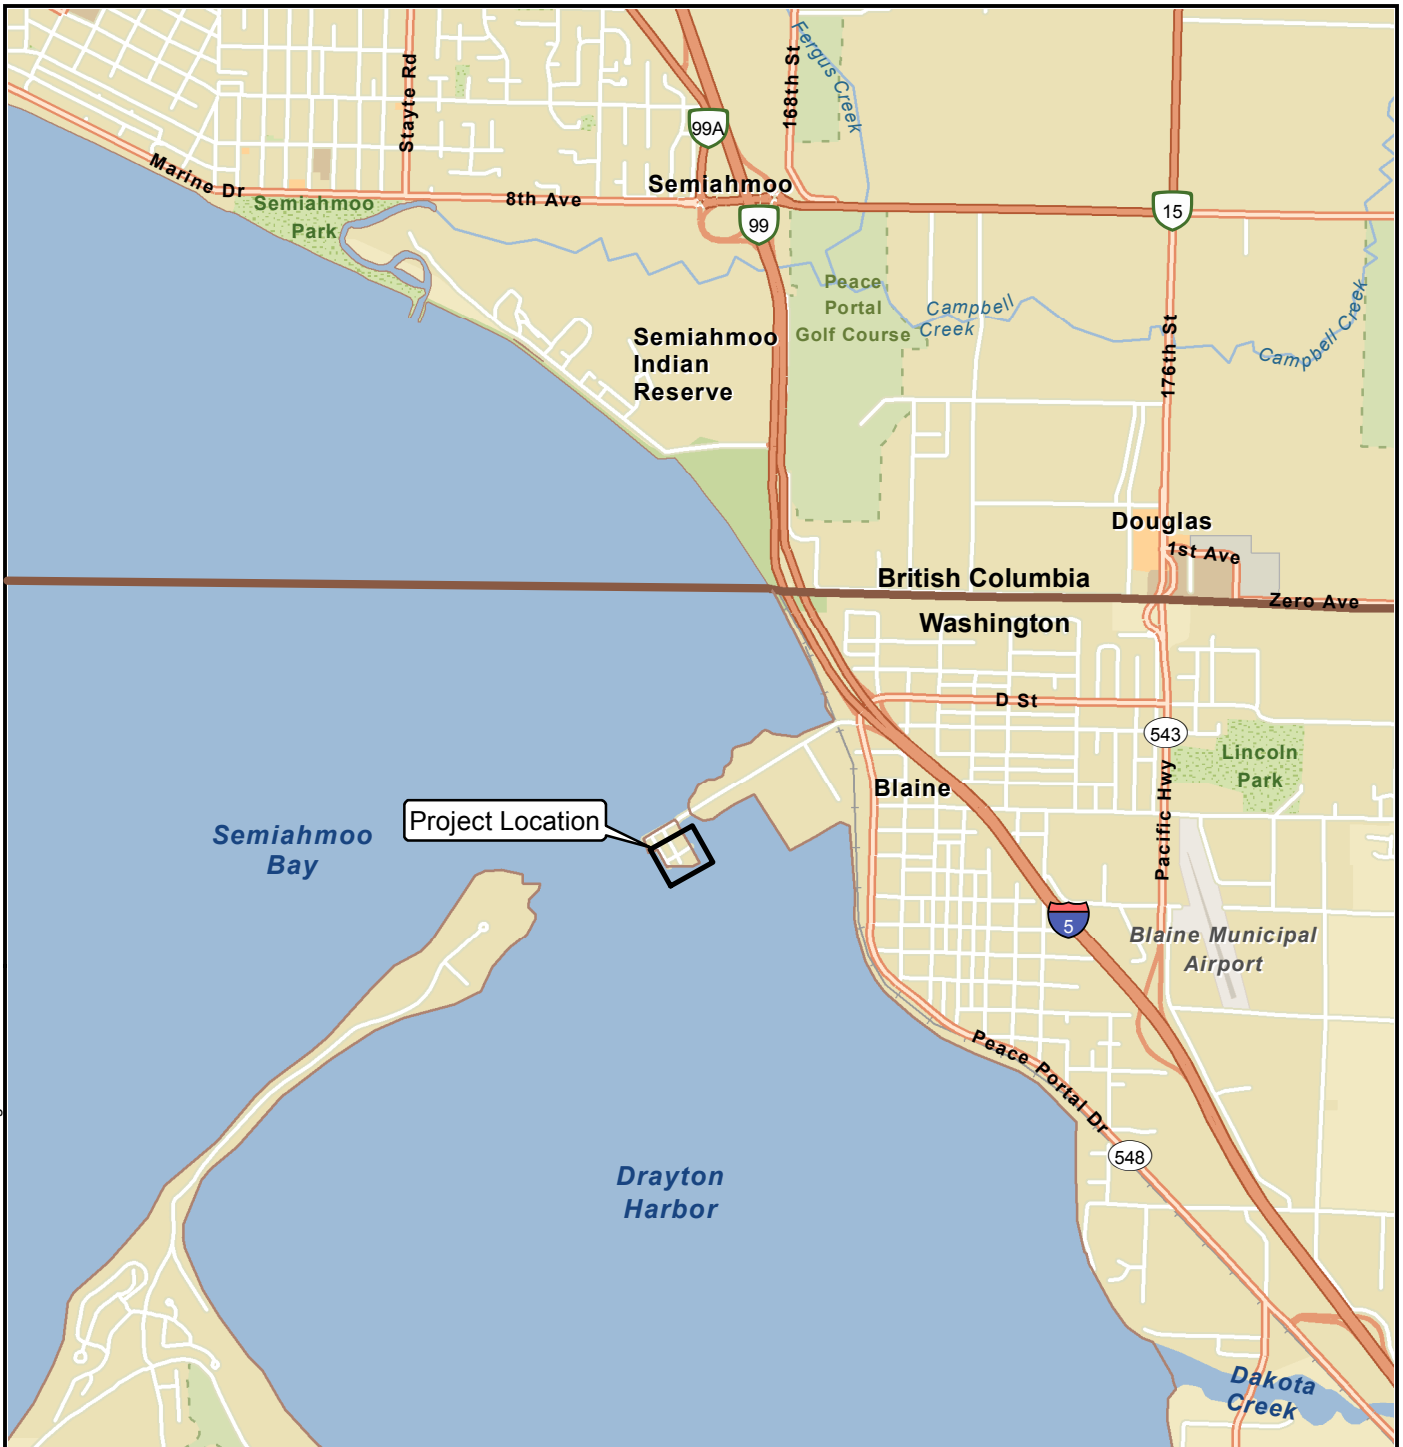 Fergus Creek
168th St
Stayte Rd
99A
Marine Dr
Semiahmoo
8th Ave
Semiahmoo
Park
99
15
Peace
Portal
Golf Course
Campbell
Creek
Campbell Creek
176th St
Semiahmoo
Indian
Reserve
Douglas
1st Ave
British Columbia
Zero Ave
Washington
D St
543
Lincoln
Park
Pacific Hwy
Blaine
Project Location
Semiahmoo
Bay
5
Blaine Municipal
Airport
Peace Portal Dr
548
Drayton
Harbor
Dakota
Creek